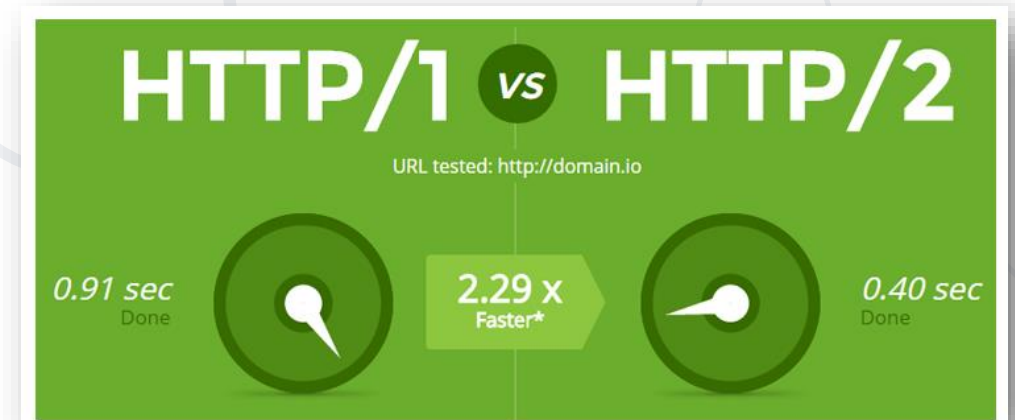 HTTP/1 vs HTTP/2
URL tested: http://domain.io
0.91 sec
Done
2.29 x
Faster*
0.40 sec
Done